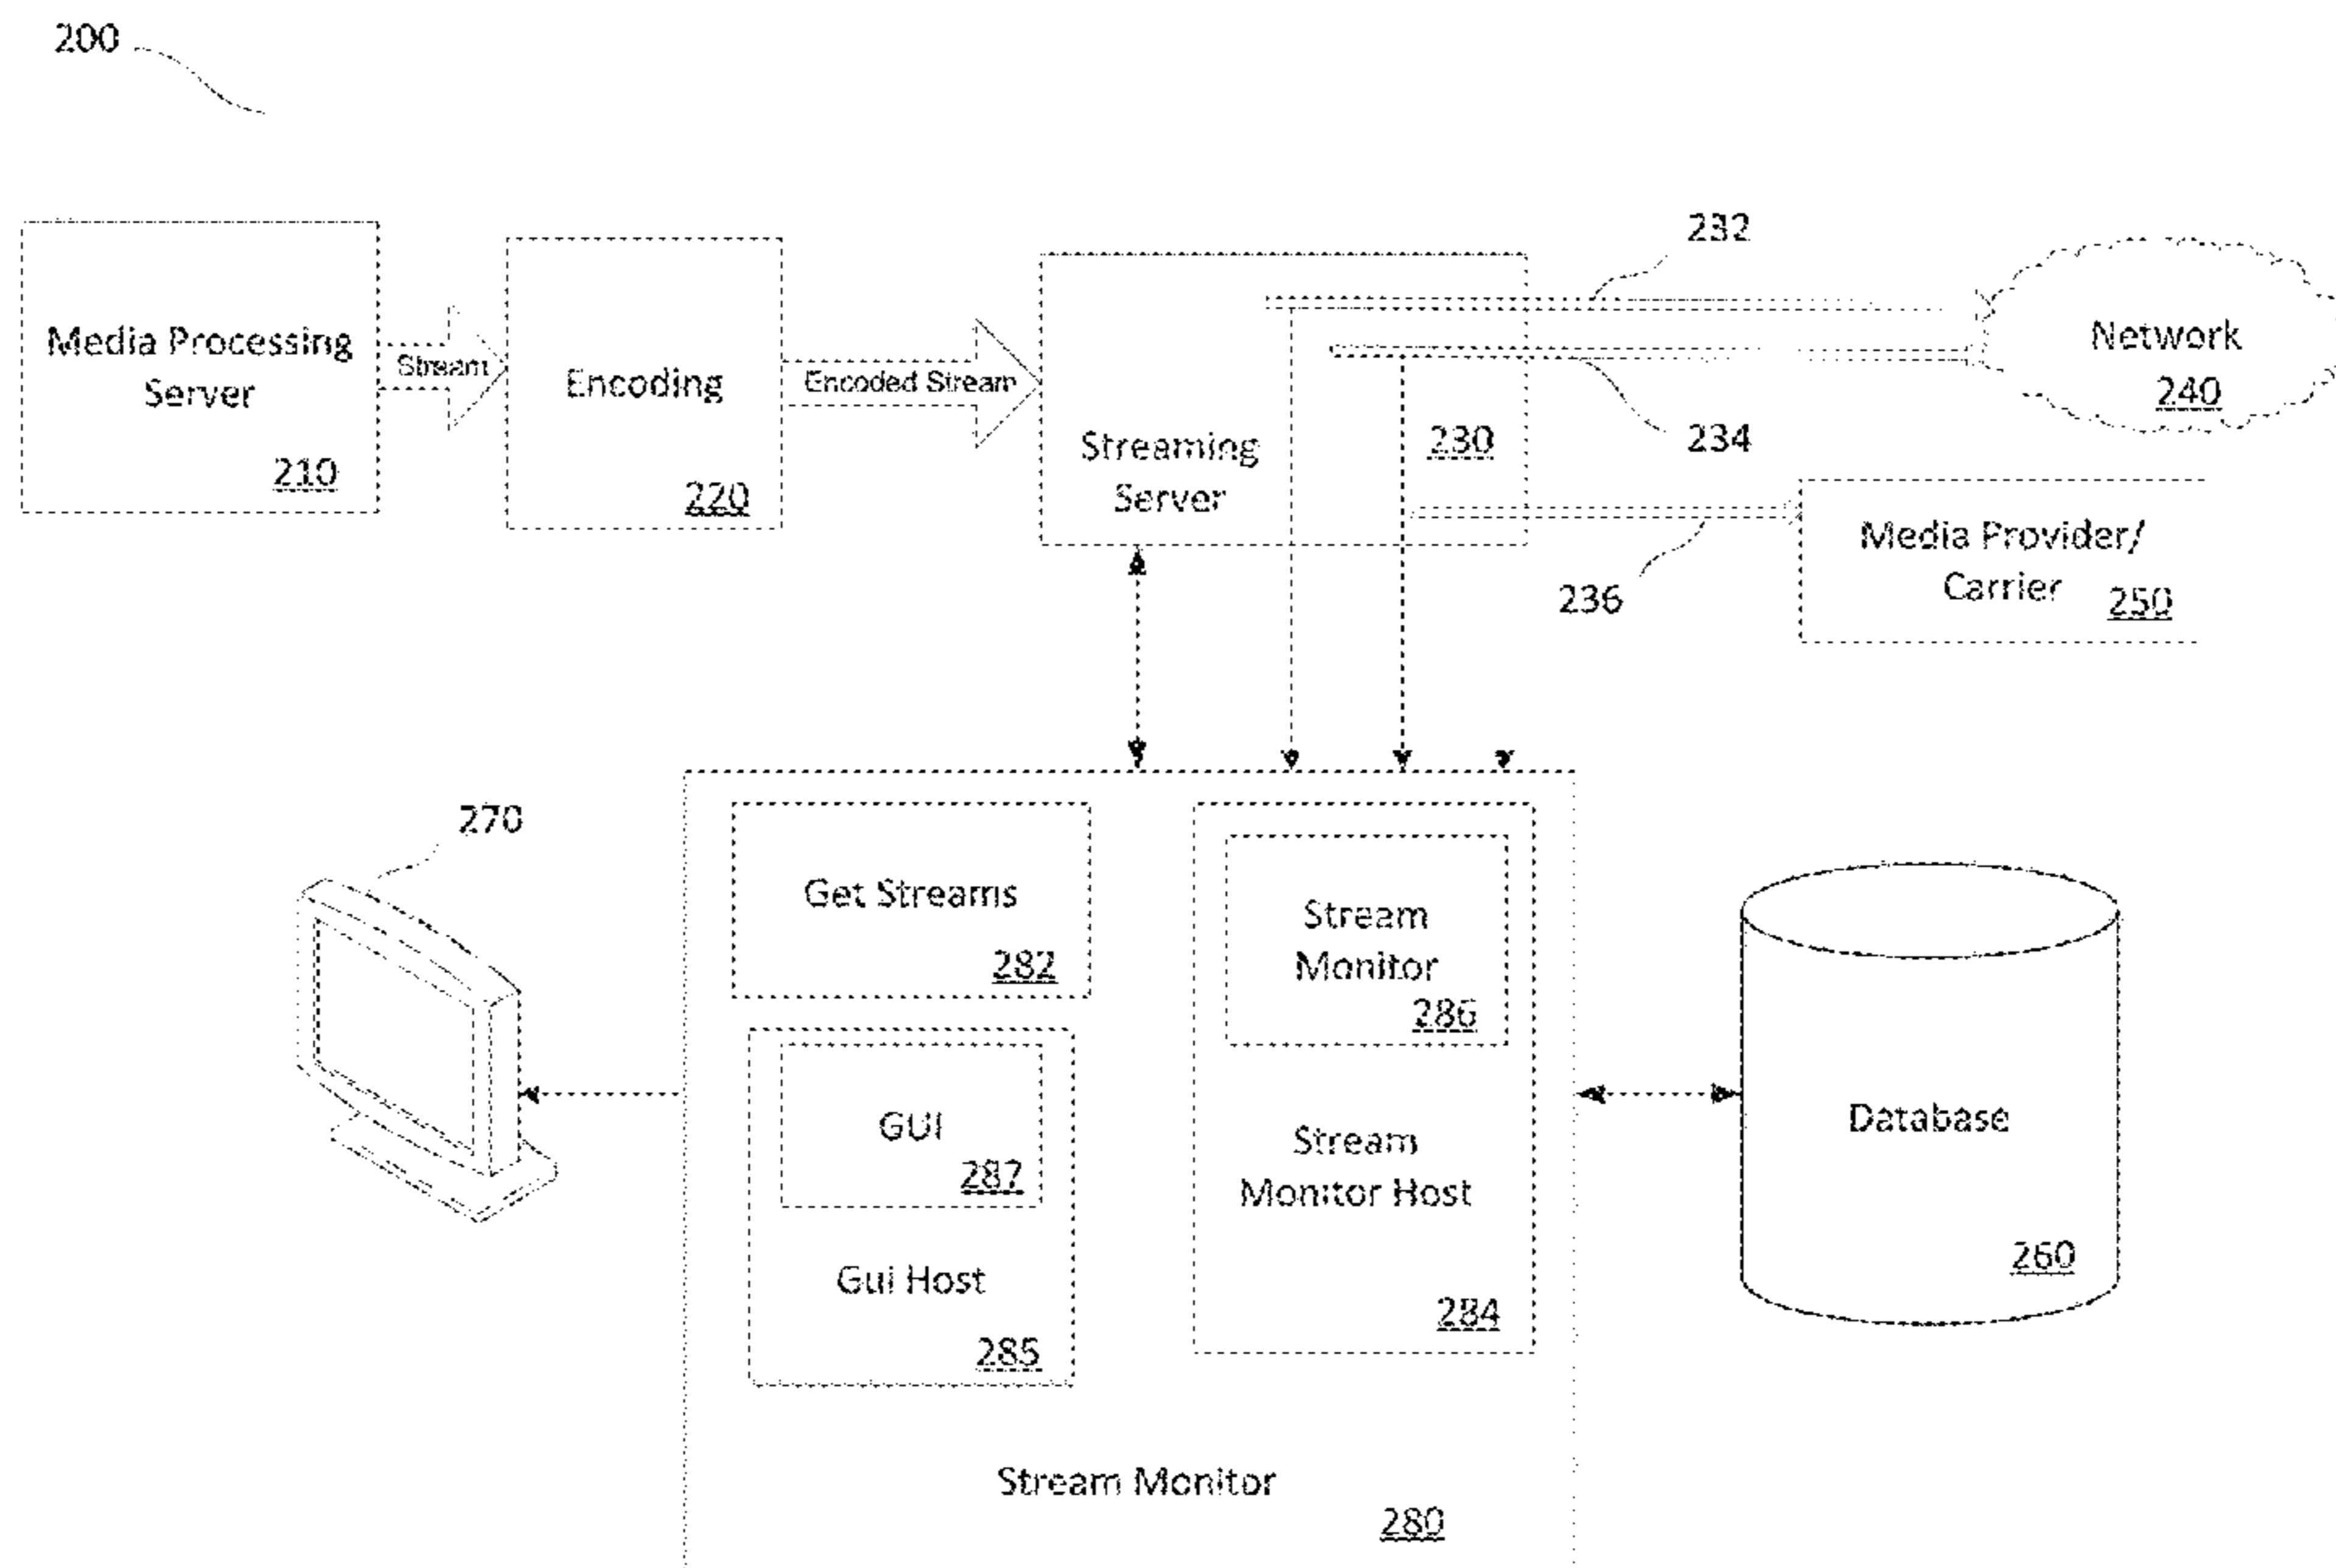 200
232
Media Processing
Server
210
Stream
Encoding
220
Encoded Stream
Streaming
Server
230
234
Network
240
236
Media Provider/
Carrier
250
270
Get Streams
282
Stream
Monitor
286
GUI
287
Gui Host
285
Stream
Monitor Host
284
Database
260
Stream Monitor
280